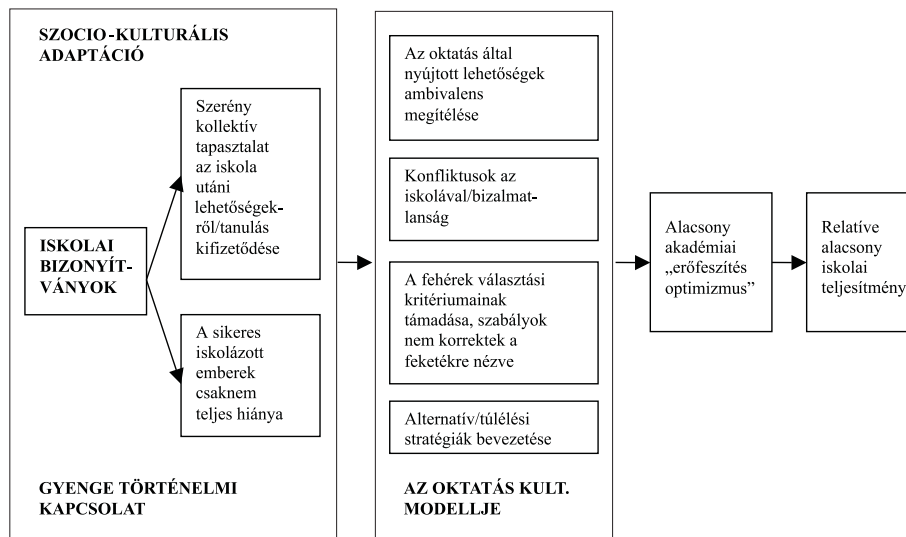 SZOCIO-KULTURÁLIS
ADAPTÁCIÓ
ISKOLAI
BIZONYÍT-
VÁNYOK
Szerény
kollektív
tapasztalat
az iskola
utáni
lehetőségek-
ről/tanulás
kifizetődése
A sikeres
iskolázott
emberek
csaknem
teljes hiánya
GYENGE TÖRTÉNELMI
KAPCSOLAT
Az oktatás által
nyújtott lehetőségek
ambivalens
megítélése
Konfliktusok az
iskolával/bizalmat-
lanság
A fehérek választási
kritériumainak
támadása, szabályok
nem korrektek a
feketékre nézve
Alternatív/túlélési
stratégiák bevezetése
AZ OKTATÁS KULT.
MODELLJE
Alacsony
akadémiai
„erőfeszítés
optimizmus”
Relatíve
alacsony
iskolai
teljesítmény